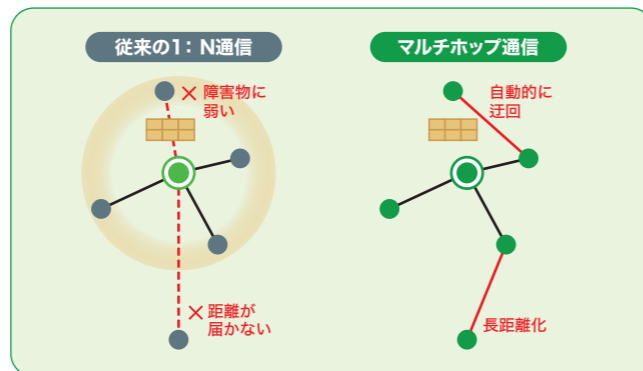 従来の1：N通信
マルチホップ通信
× 障害物に
弱い
自動的に
迂回
× 距離が
届かない
長距離化